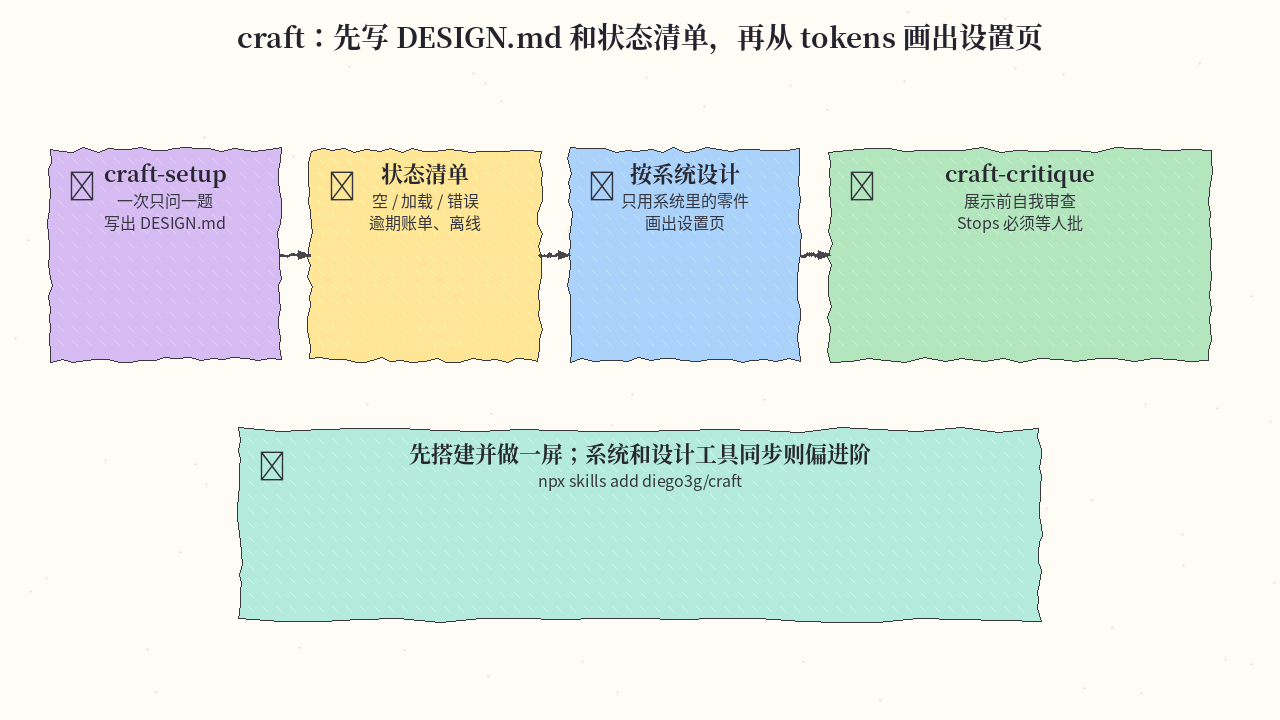 craft：先写 DESIGN.md 和状态清单，再从 tokens 画出设置页
craft-setup
一次只问一题
写出 DESIGN.md
状态清单
空 / 加载 / 错误
逾期账单、离线
按系统设计
只用系统里的零件
画出设置页
craft-critique
展示前自我审查
Stops 必须等人批
先搭建并做一屏；系统和设计工具同步则偏进阶
npx skills add diego3g/craft